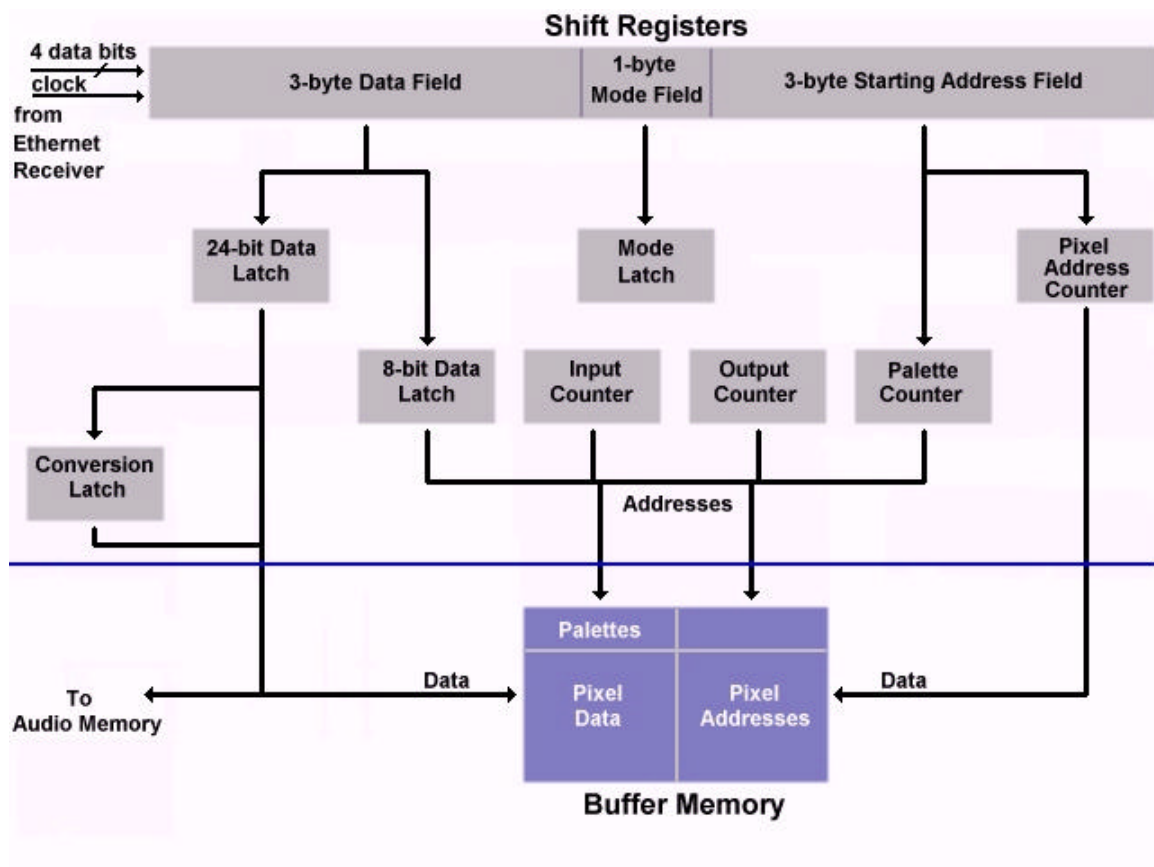 Shift Registers
4 data bits
clock
from
Ethernet
Receiver
3-byte Data Field
1-byte
Mode Field
3-byte Starting Address Field
24-bit Data
Latch
Mode
Latch
Pixel
Address
Counter
8-bit Data
Latch
Input
Counter
Output
Counter
Palette
Counter
Conversion
Latch
Addresses
Palettes
Pixel
Data
Pixel
Addresses
Data
Data
To
Audio Memory
Buffer Memory